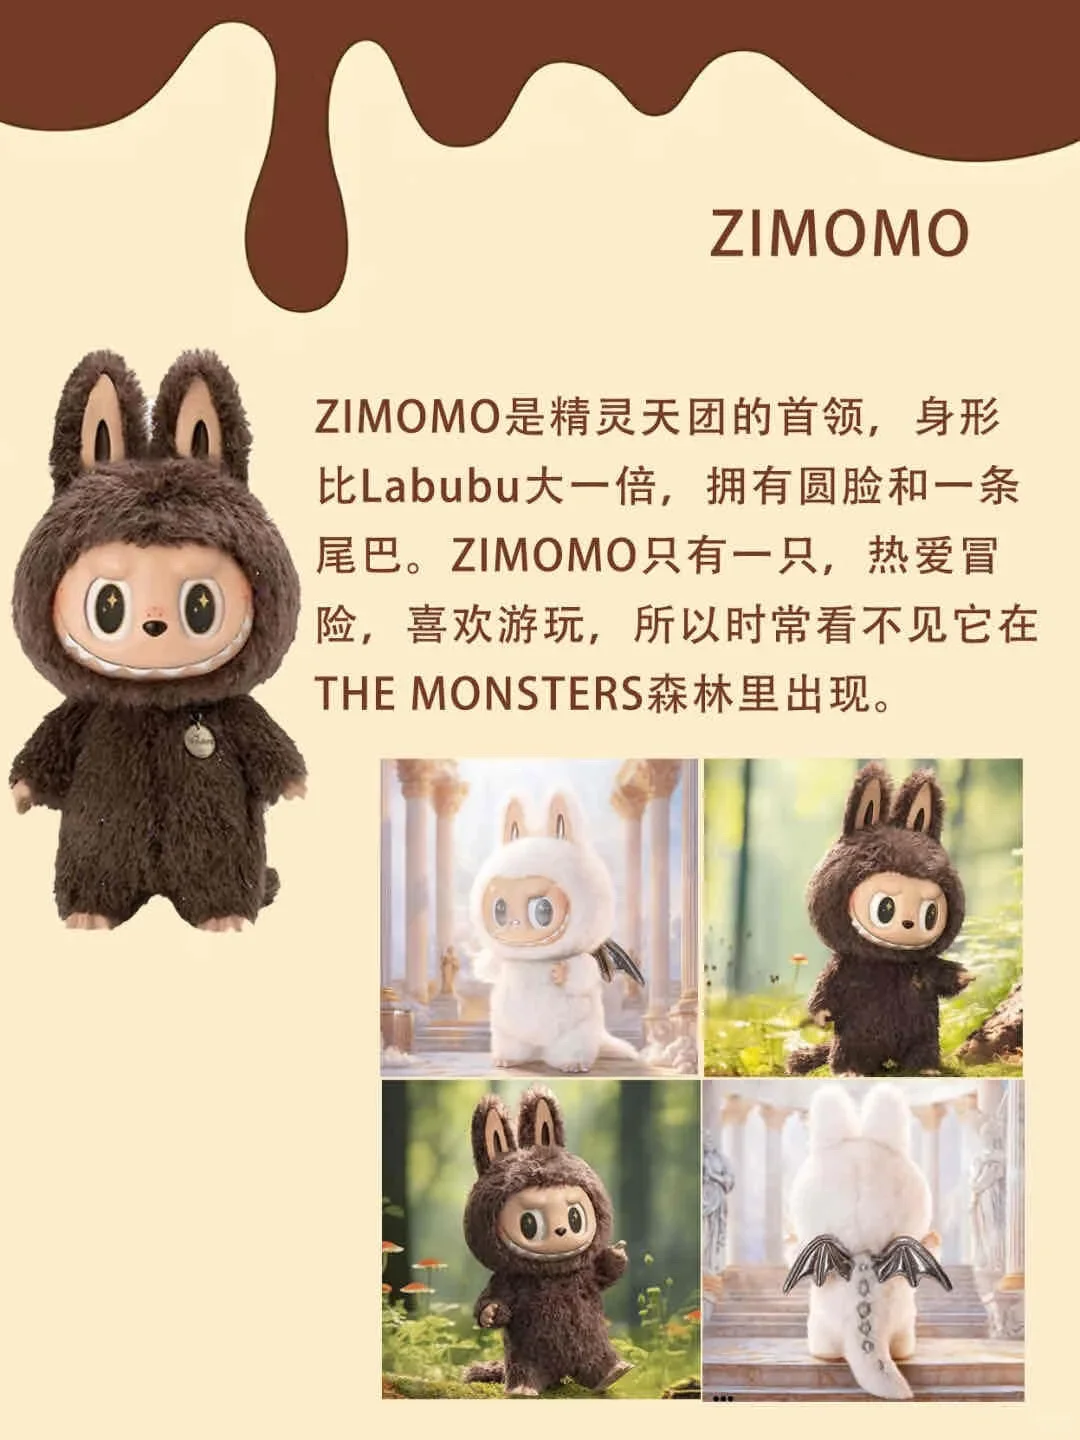 ZIMOMO
ZIMOMO是精灵天团的首领，身形
比Labubu大一倍，拥有圆脸和一条
尾巴。ZIMOMO只有一只，热爱冒
险，喜欢游玩，所以时常看不见它在
THE MONSTERS森林里出现。